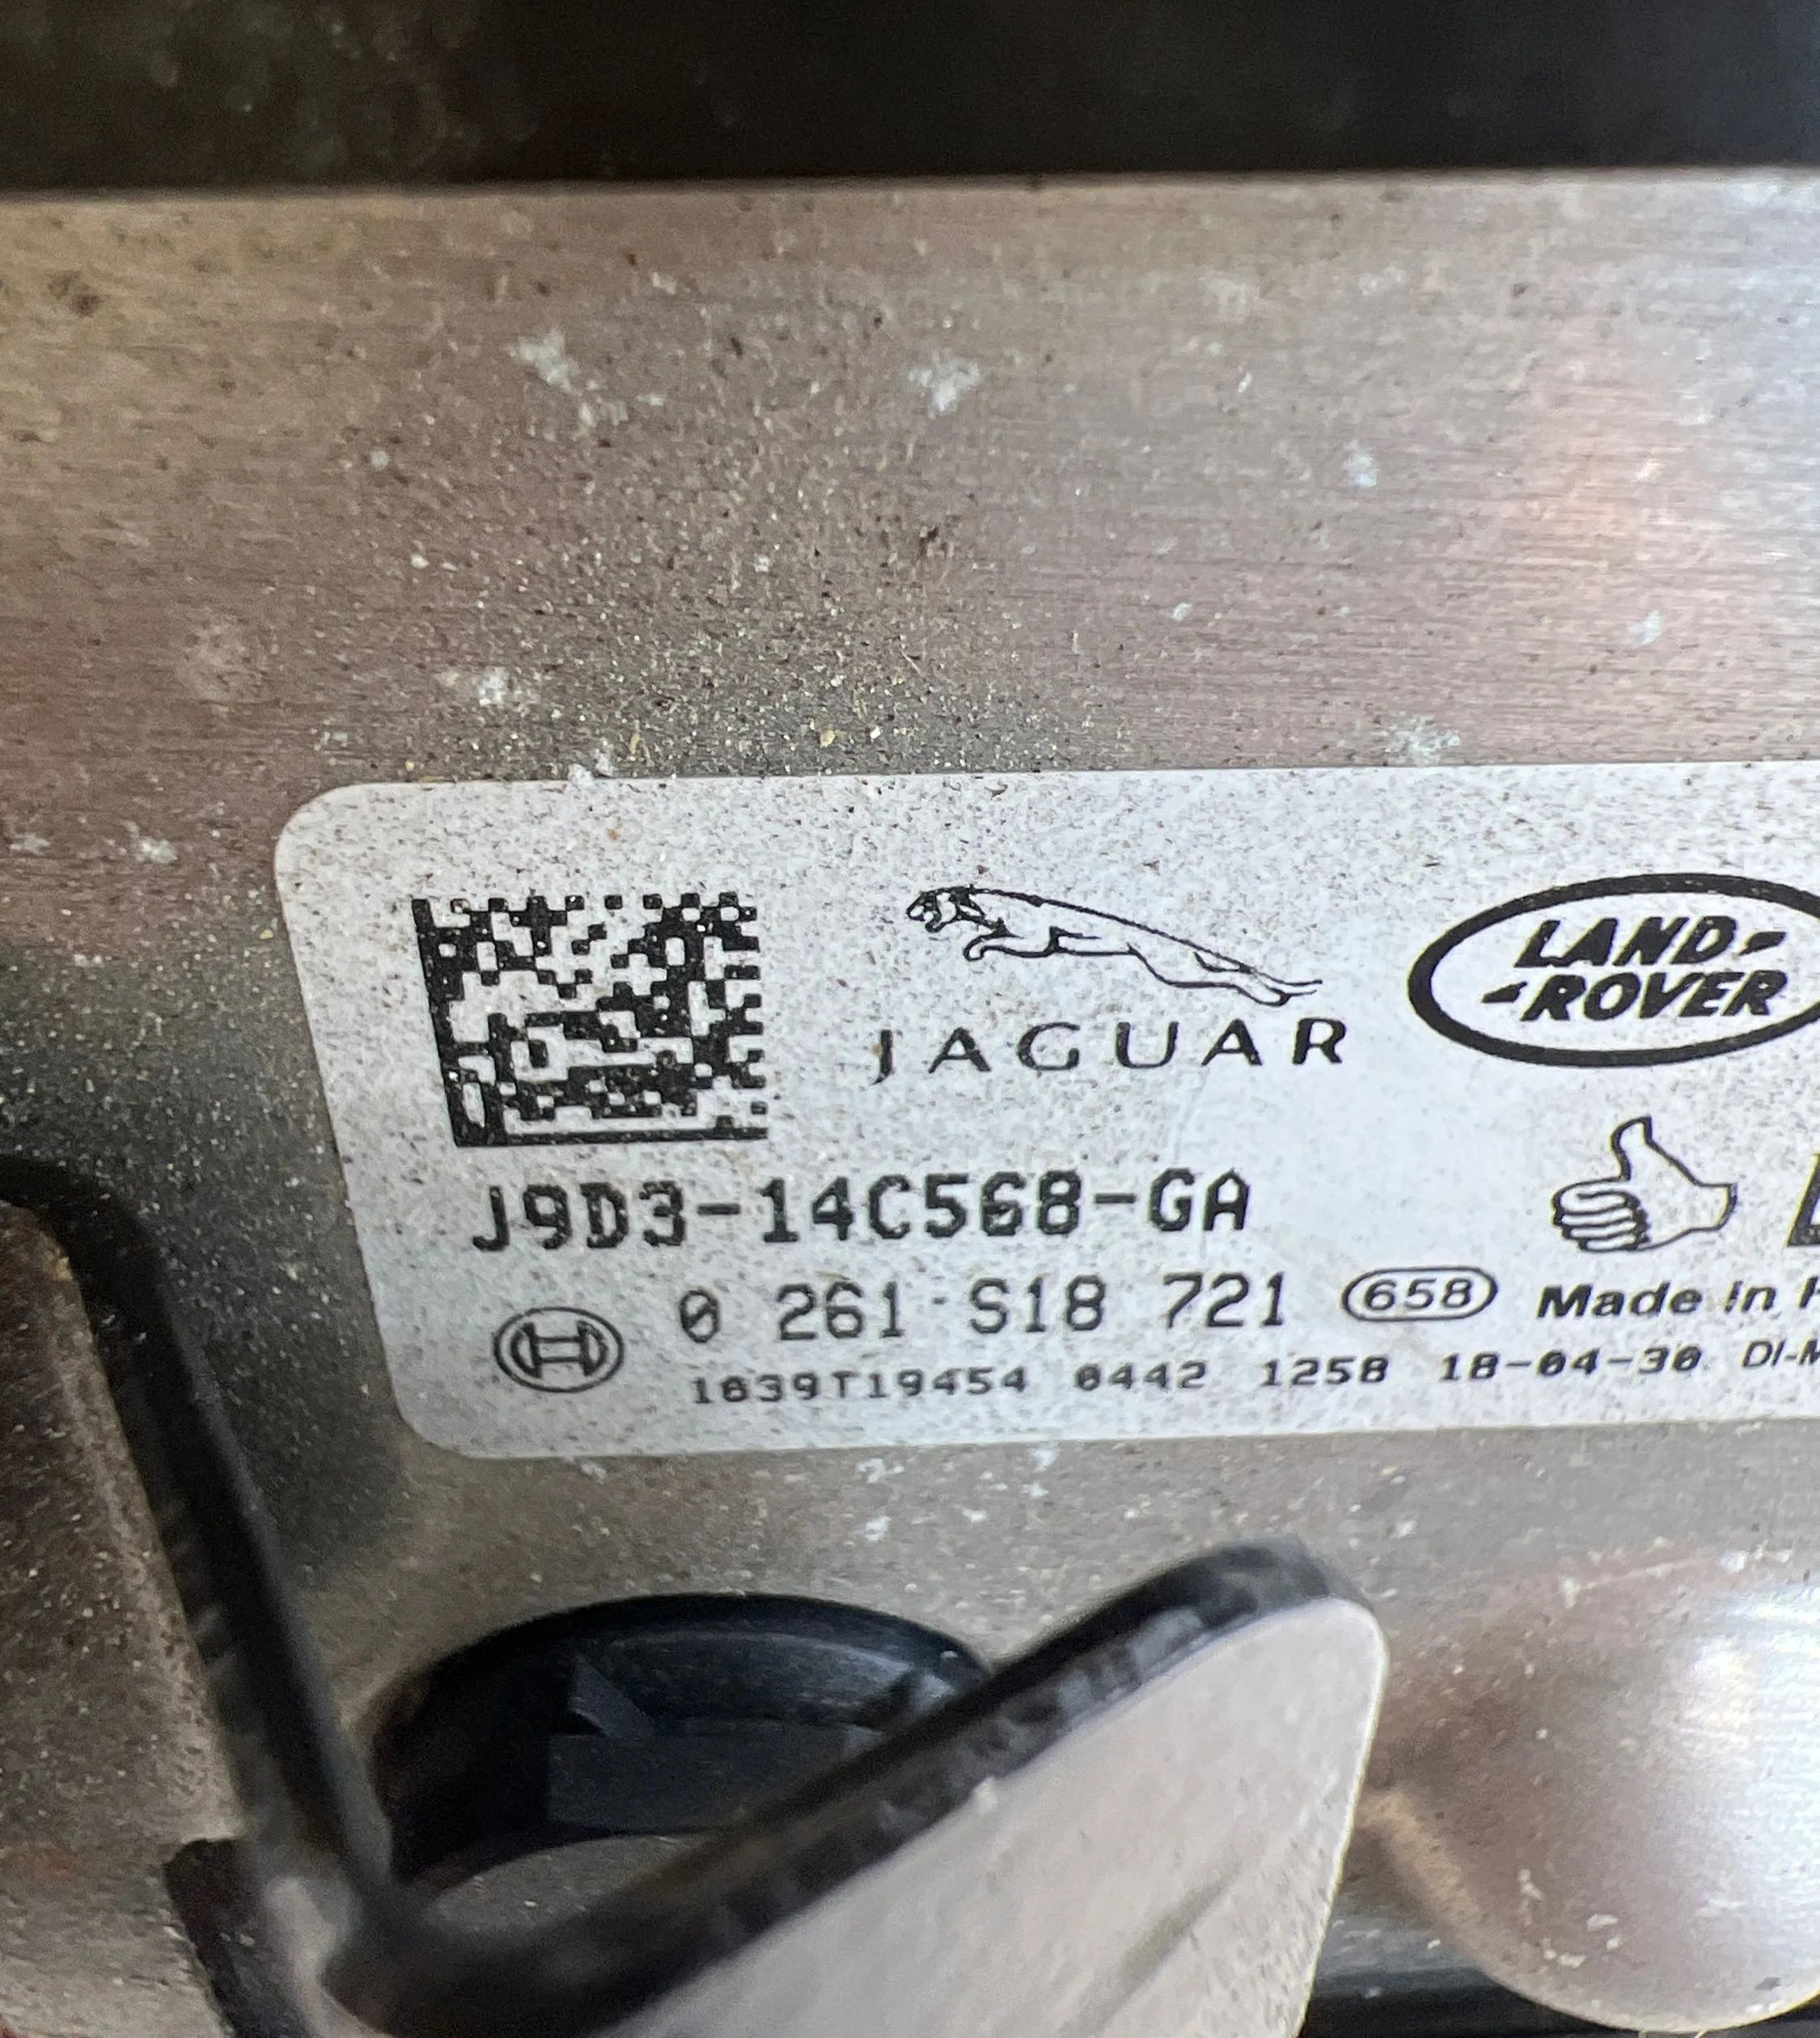 JAGUAR
LAND-
-ROVER
J9D3-14C568-GA
0 261 S18 721 658 Made in
1839T19454 0442 1258 18-04-30 DI-M